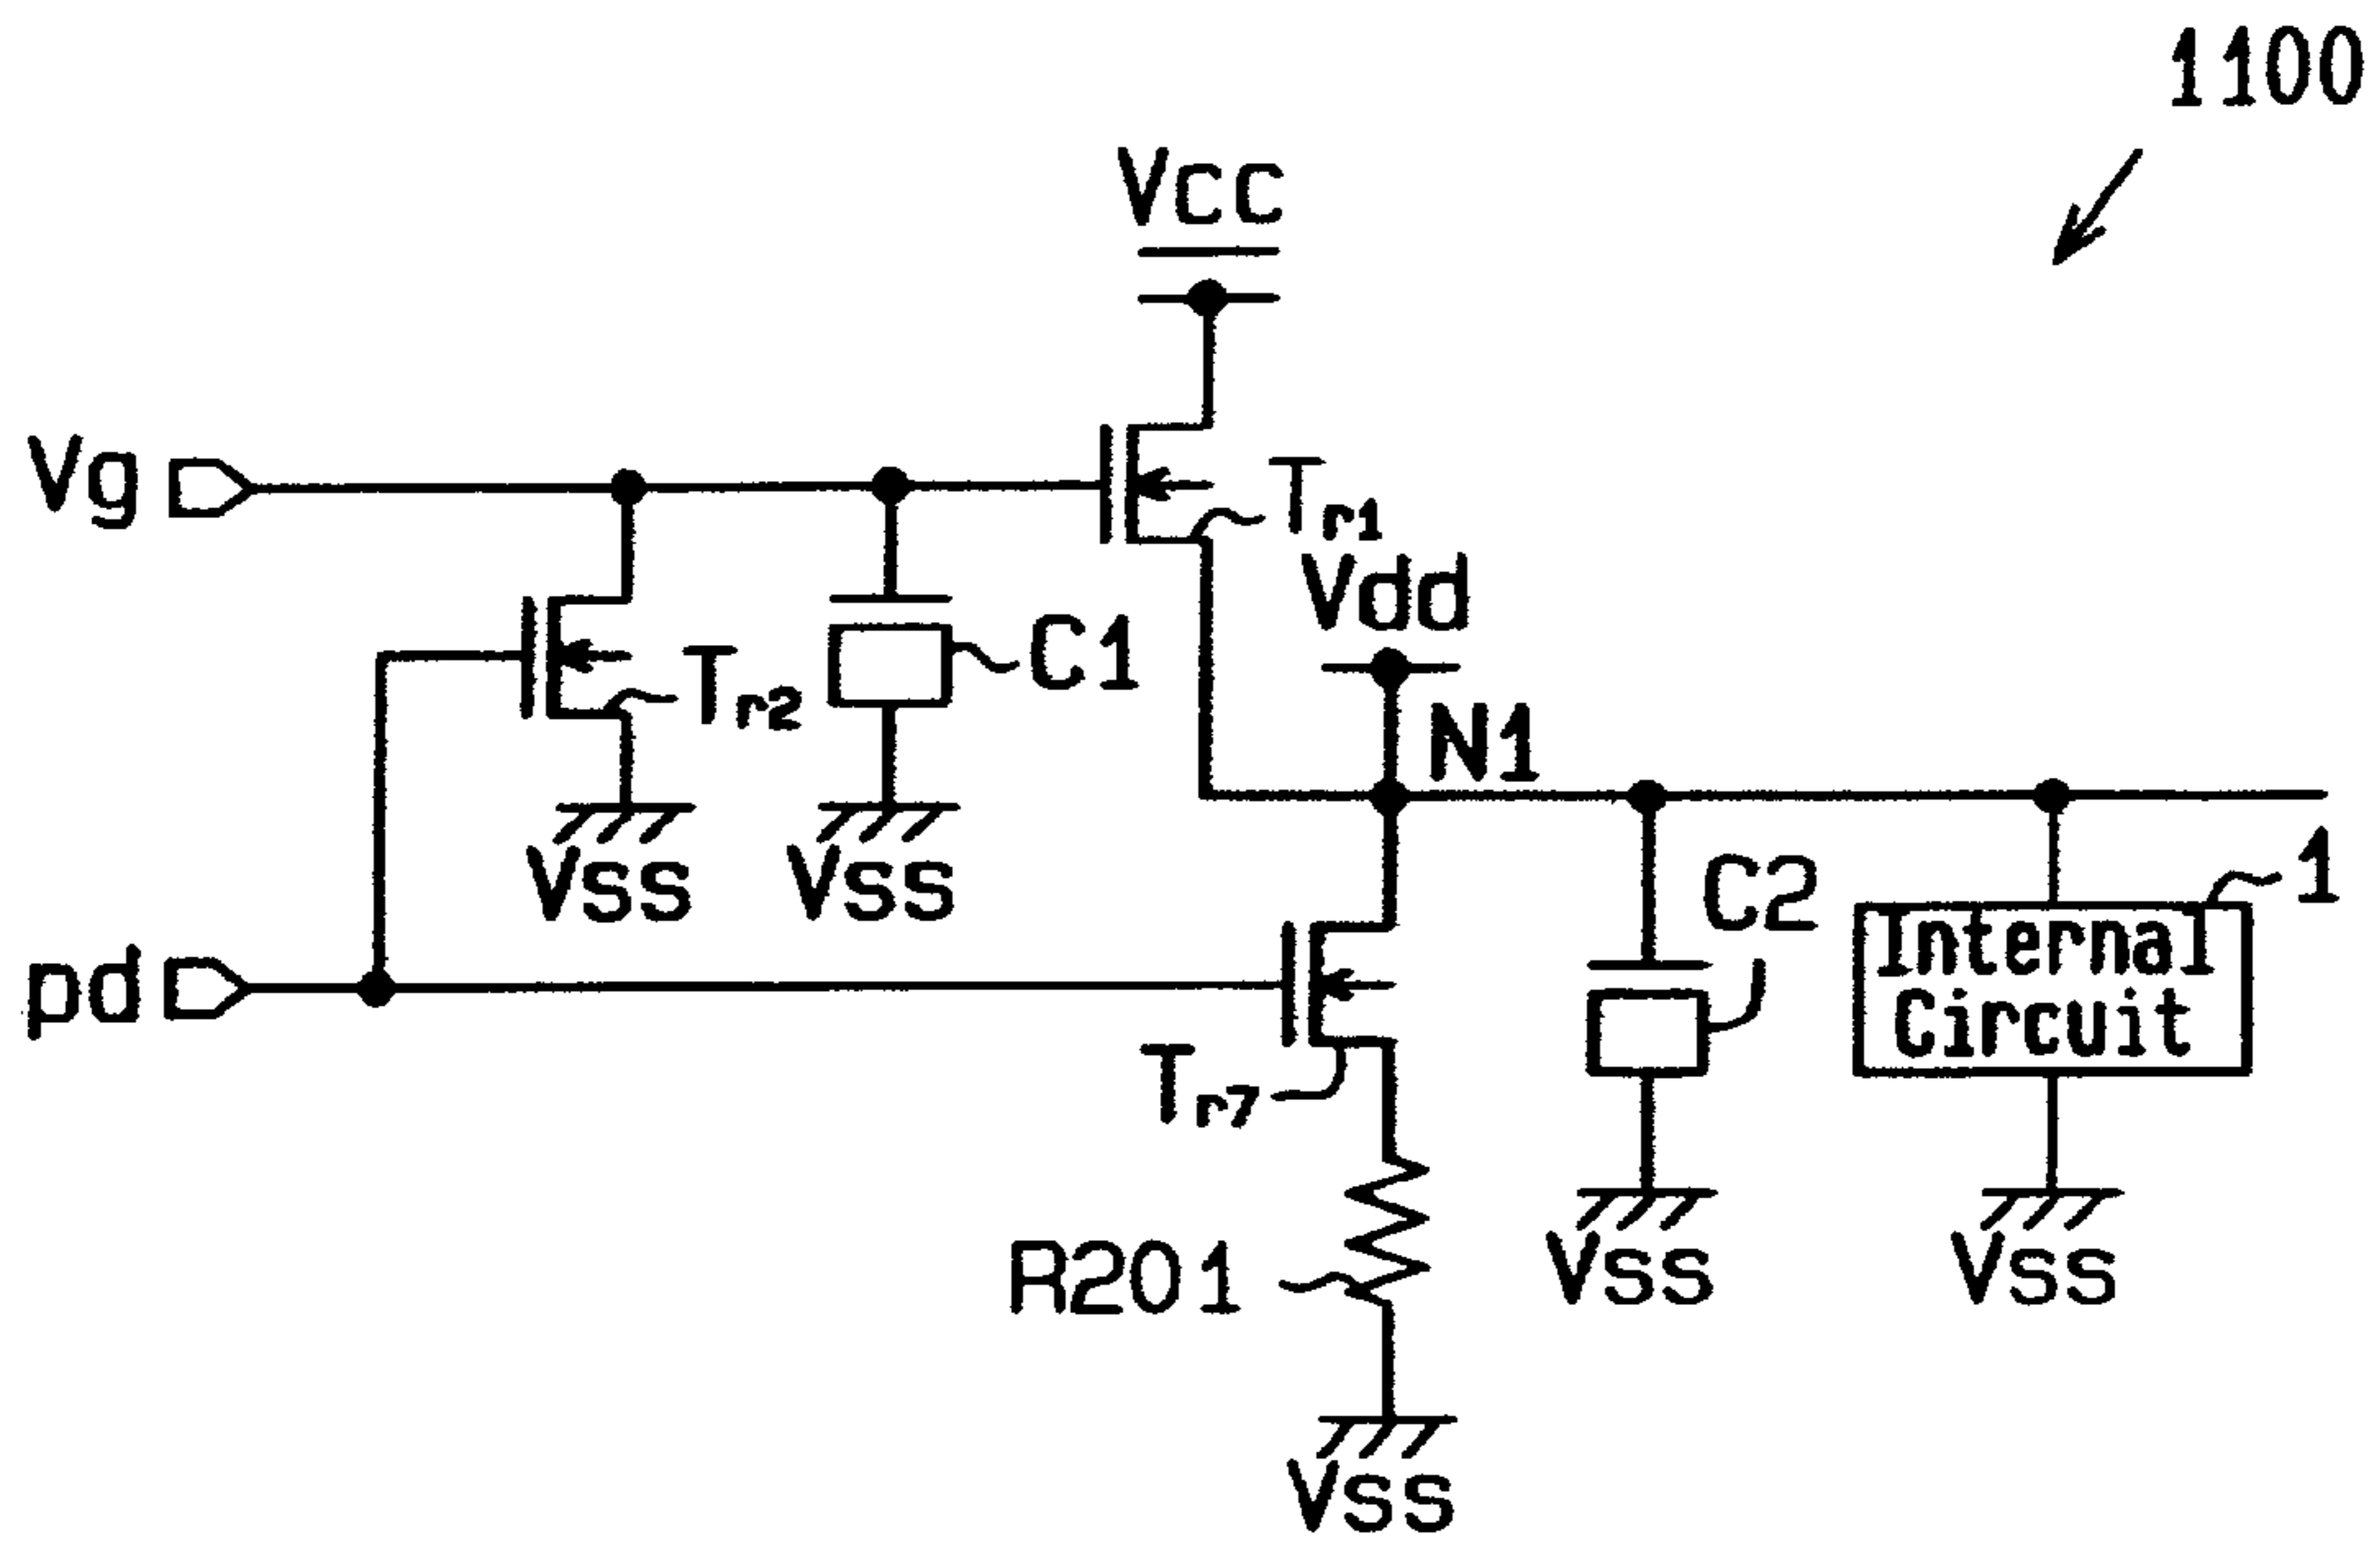 1100
Vcc
Vg
Tr1
Vdd
C1
Tr2
N1
Vss
Vss
C2
1
pd
Internal
Circuit
Tr7
R201
Vss
Vss
Vss